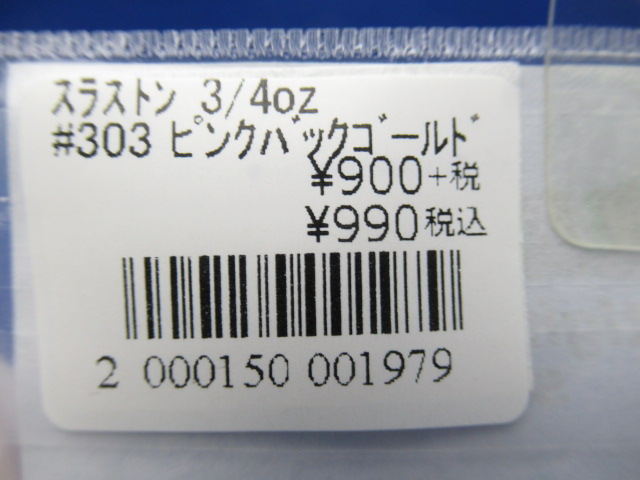 スラストン 3/4oz
#303 ピンクバックゴールド
¥900+税
¥990税込
2 000150 001979